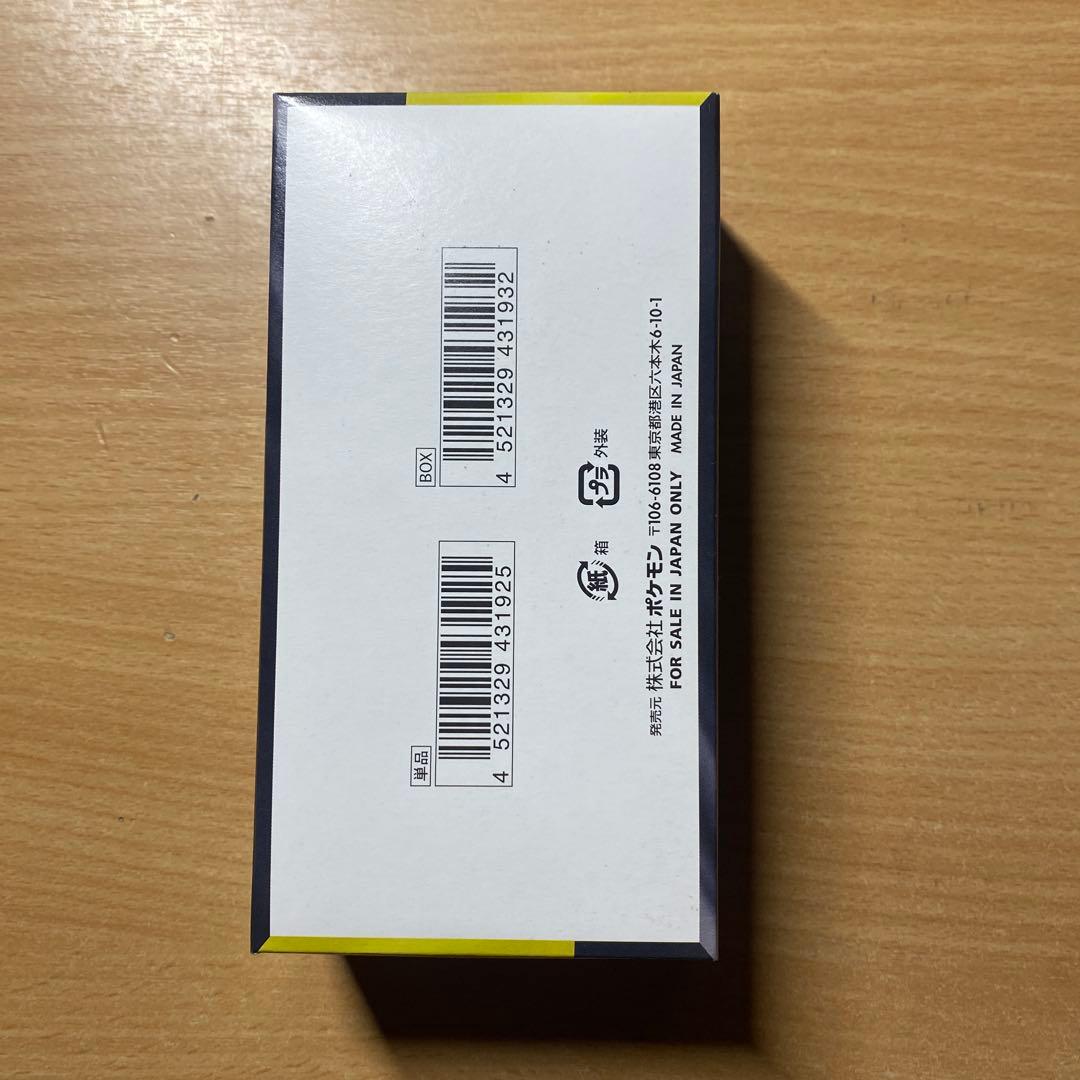 単品
4 521329 431925
BOX
4 521329 431932
紙 箱
プラ 外装
発売元 株式会社 ポケモン 〒106-6108 東京都港区六本木6-10-1
FOR SALE IN JAPAN ONLY MADE IN JAPAN